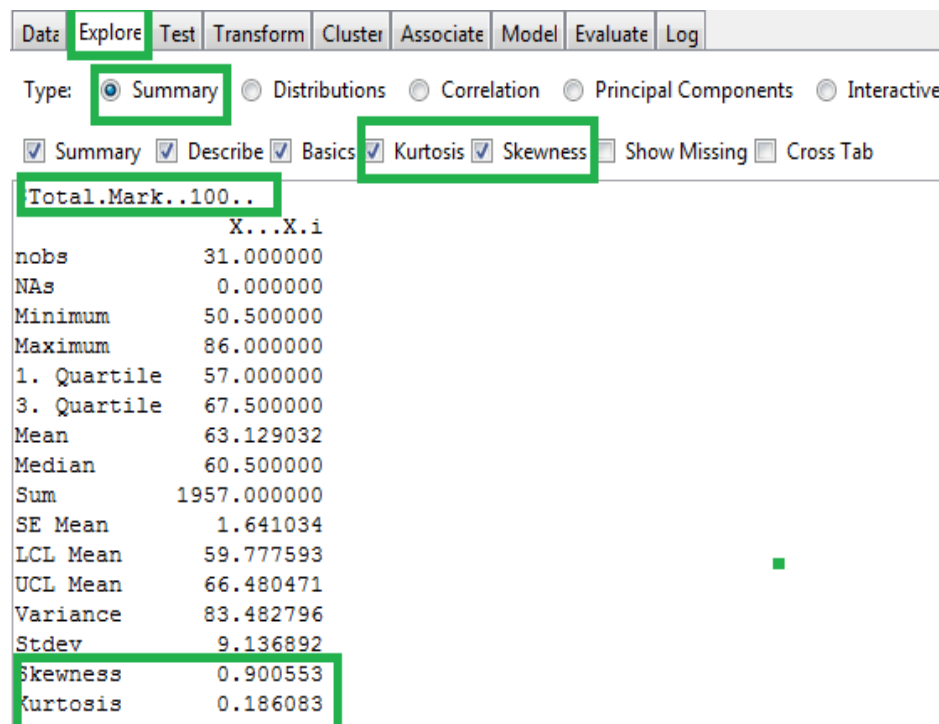 Data Explore Test Transform Cluster Associate Model Evaluate Log
Type: Summary Distributions Correlation Principal Components Interactive
Summary Describe Basics Kurtosis Skewness Show Missing Cross Tab
$Total.Mark..100..
X...X.i
nobs 31.000000
NAs 0.000000
Minimum 50.500000
Maximum 86.000000
1. Quartile 57.000000
3. Quartile 67.500000
Mean 63.129032
Median 60.500000
Sum 1957.000000
SE Mean 1.641034
LCL Mean 59.777593
UCL Mean 66.480471
Variance 83.482796
Stdev 9.136892
Skewness 0.900553
Kurtosis 0.186083